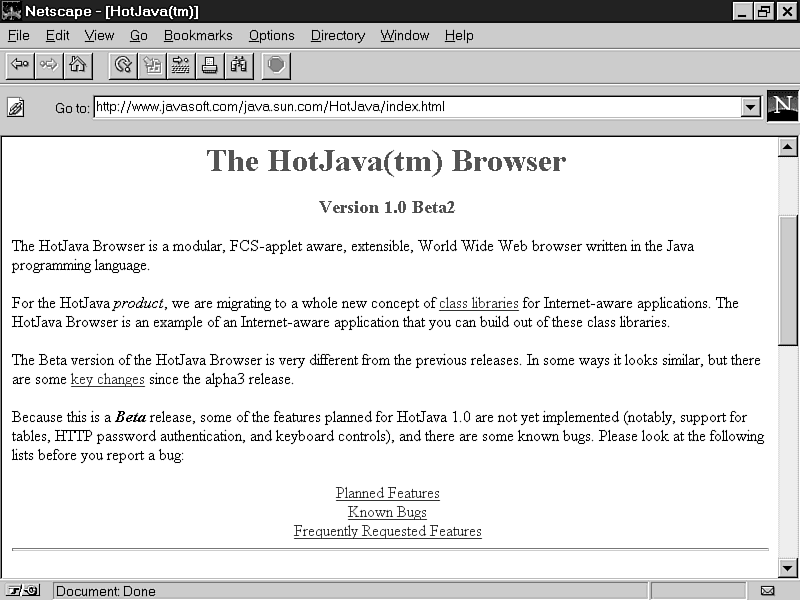 Netscape - [HotJava(tm)]
File Edit View Go Bookmarks Options Directory Window Help
Go to: http://www.javasoft.com/java.sun.com/HotJava/index.html
N
The HotJava(tm) Browser
Version 1.0 Beta2
The HotJava Browser is a modular, FCS-applet aware, extensible, World Wide Web browser written in the Java
programming language.
For the HotJava product, we are migrating to a whole new concept of class libraries for Internet-aware applications. The
HotJava Browser is an example of an Internet-aware application that you can build out of these class libraries.
The Beta version of the HotJava Browser is very different from the previous releases. In some ways it looks similar, but there
are some key changes since the alpha3 release.
Because this is a Beta release, some of the features planned for HotJava 1.0 are not yet implemented (notably, support for
tables, HTTP password authentication, and keyboard controls), and there are some known bugs. Please look at the following
lists before you report a bug:
Planned Features
Known Bugs
Frequently Requested Features
Document: Done